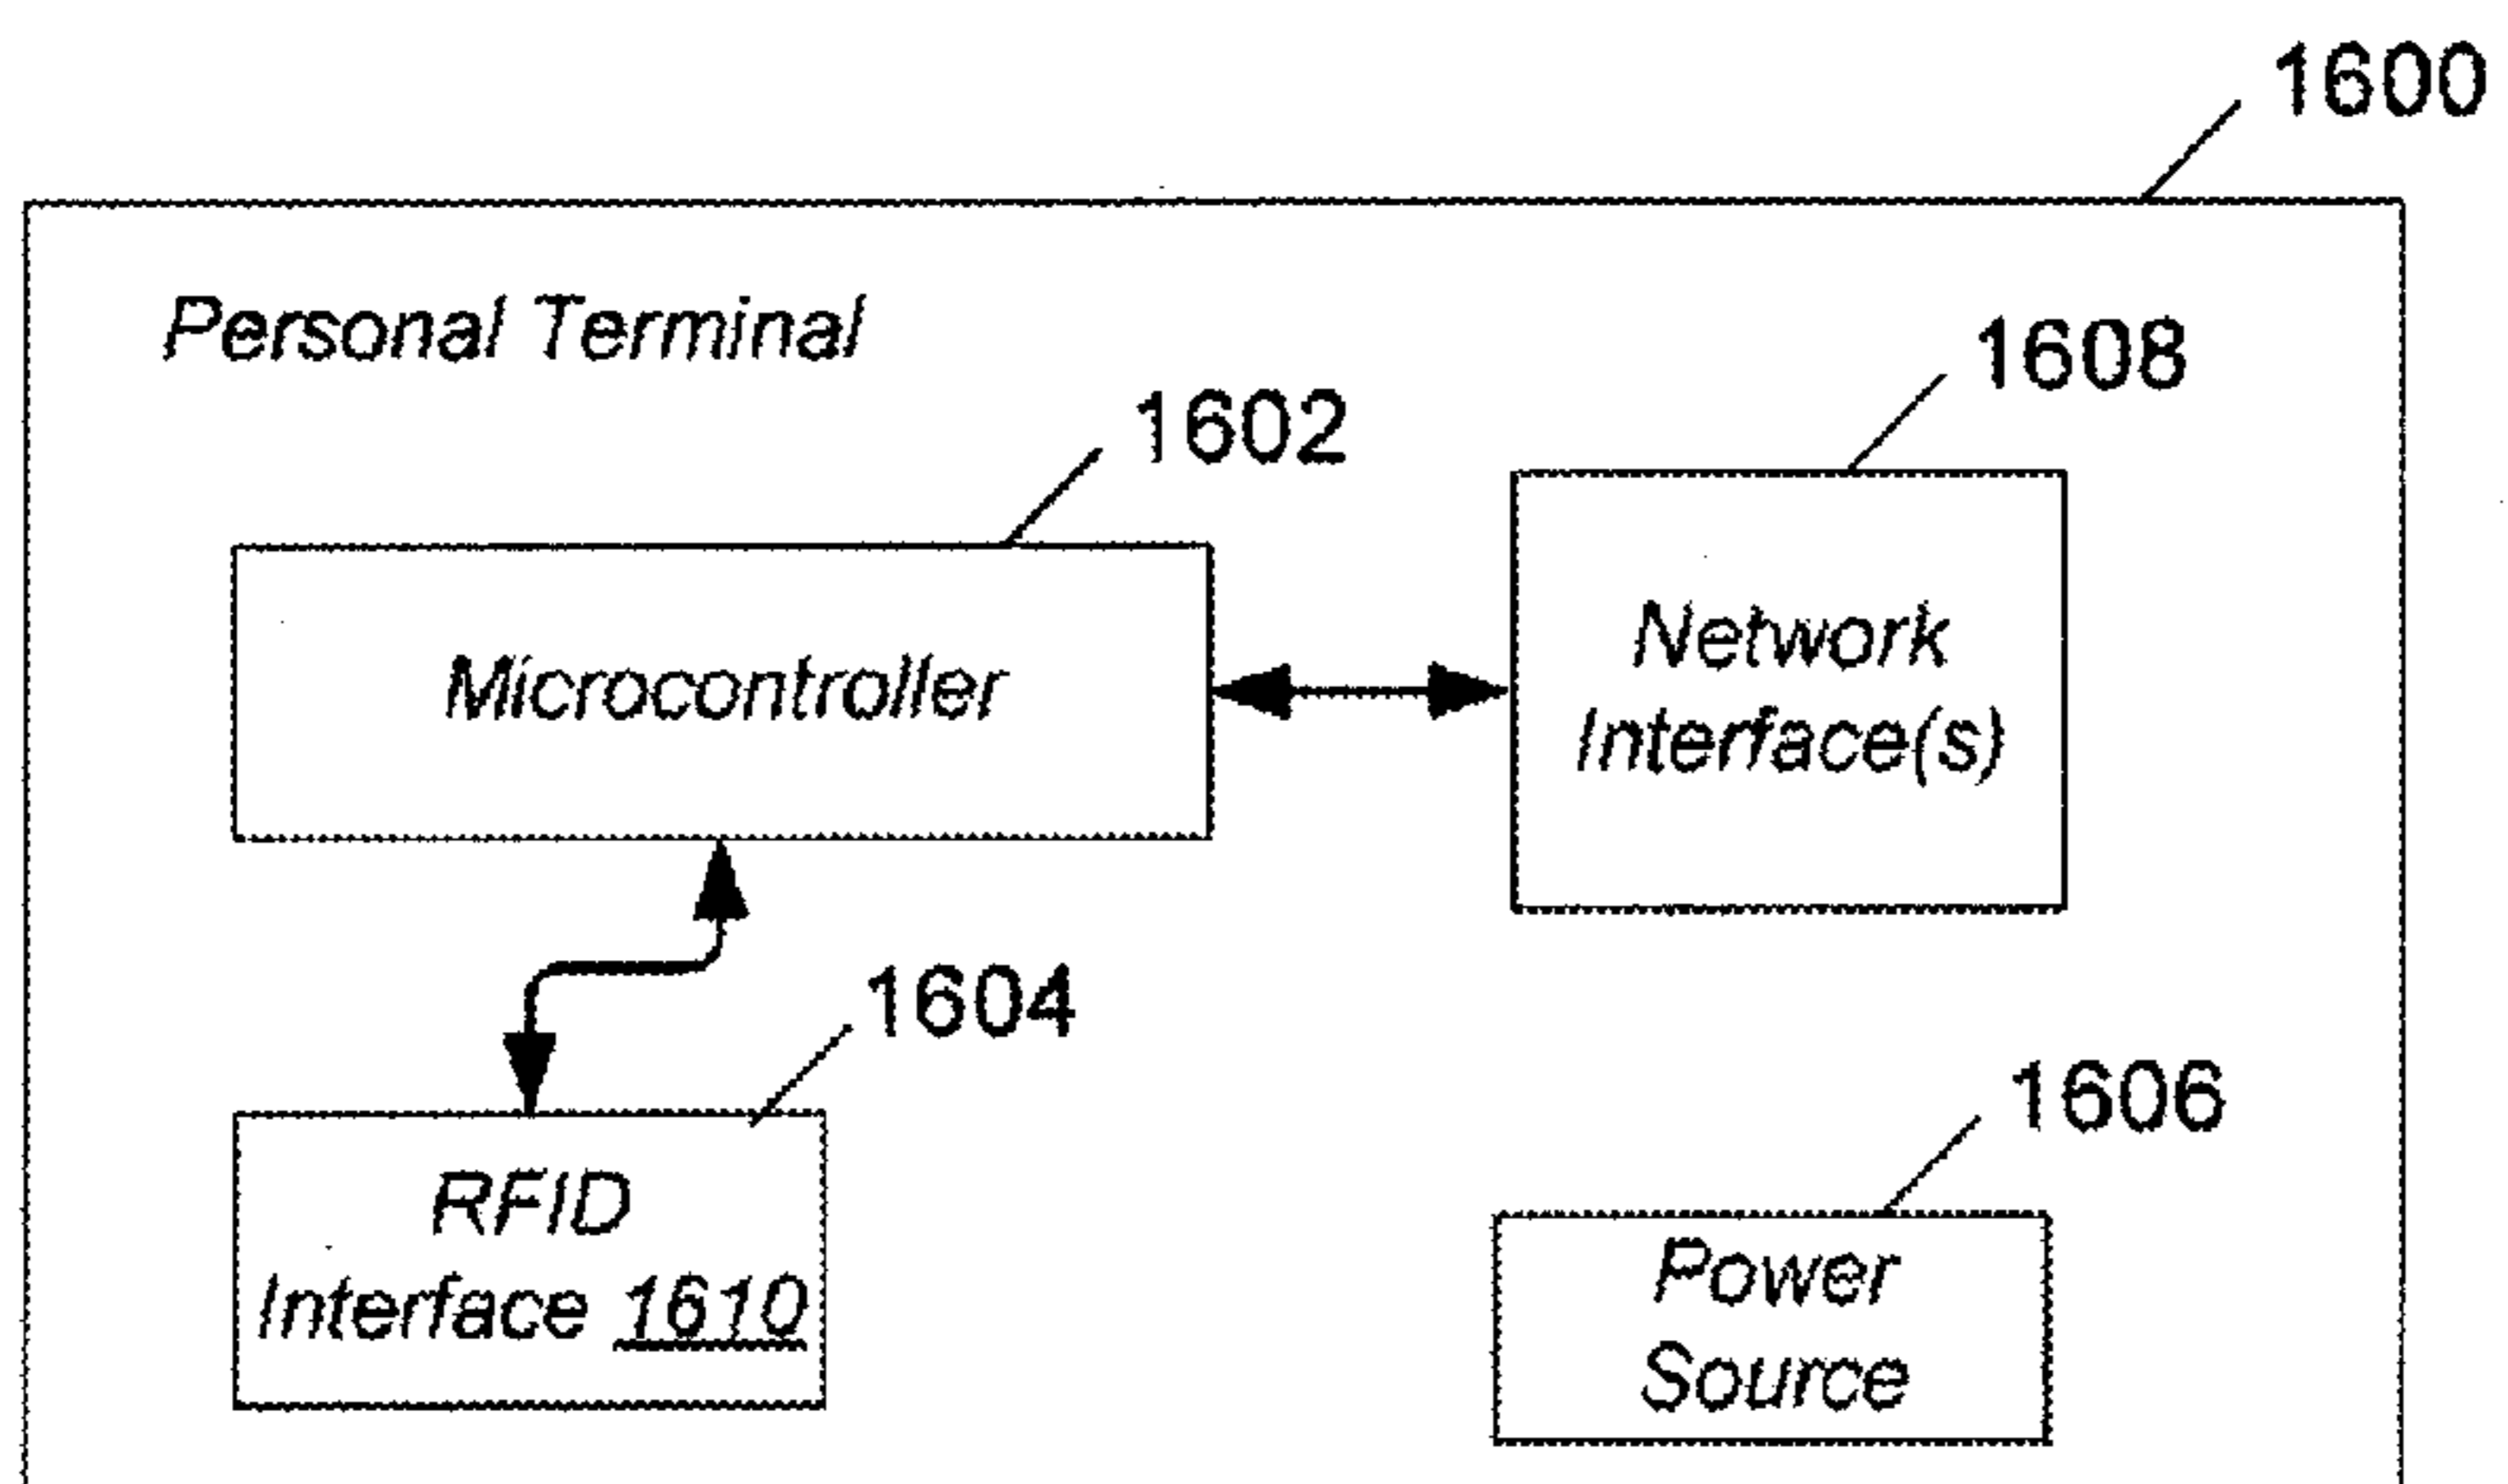 1600
Personal Terminal
1608
1602
Network
Interface(s)
Microcontroller
1604
1606
RFID
Interface 1610
Power
Source